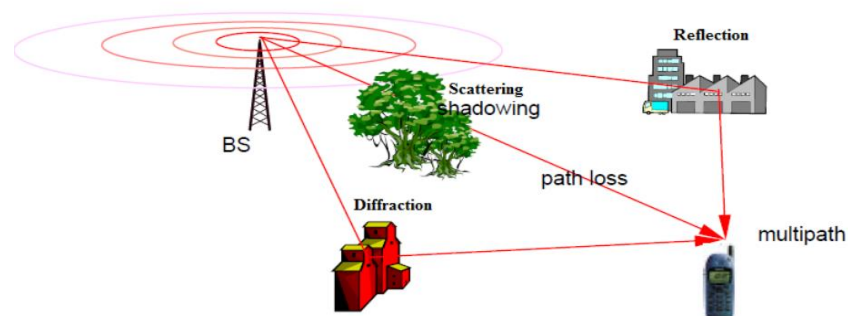 Reflection
Scattering
shadowing
BS
path loss
Diffraction
multipath